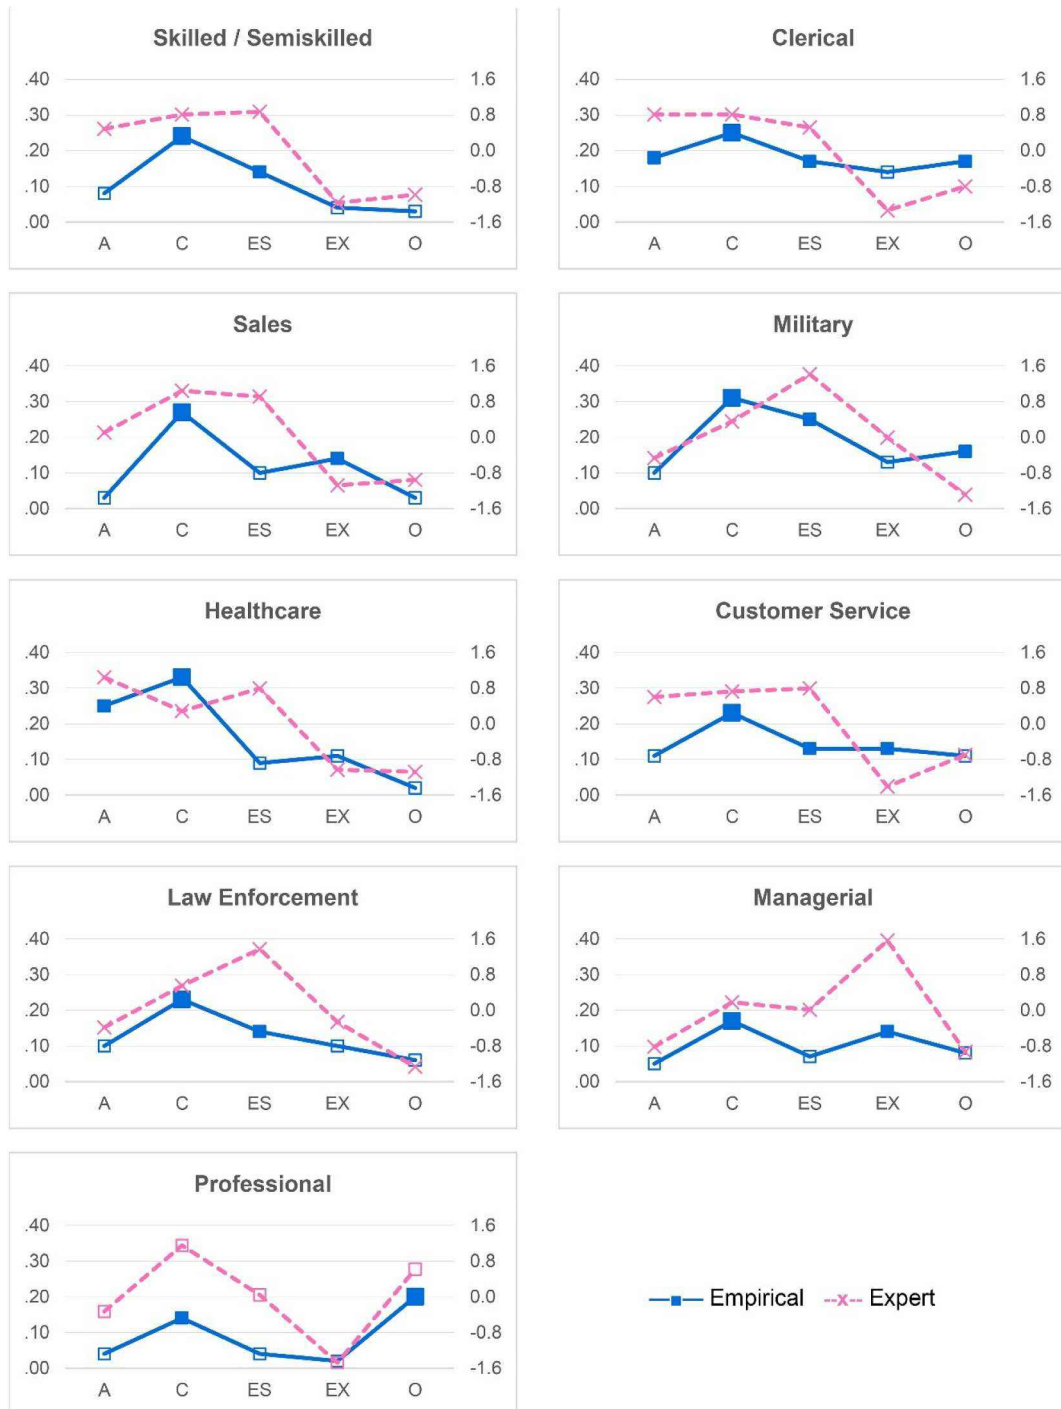 Skilled / Semiskilled
.40 1.6
.30 0.8
.20 0.0
.10 -0.8
.00 -1.6
A C ES EX O
Clerical
.40 1.6
.30 0.8
.20 0.0
.10 -0.8
.00 -1.6
A C ES EX O
Sales
.40 1.6
.30 0.8
.20 0.0
.10 -0.8
.00 -1.6
A C ES EX O
Military
.40 1.6
.30 0.8
.20 0.0
.10 -0.8
.00 -1.6
A C ES EX O
Healthcare
.40 1.6
.30 0.8
.20 0.0
.10 -0.8
.00 -1.6
A C ES EX O
Customer Service
.40 1.6
.30 0.8
.20 0.0
.10 -0.8
.00 -1.6
A C ES EX O
Law Enforcement
.40 1.6
.30 0.8
.20 0.0
.10 -0.8
.00 -1.6
A C ES EX O
Managerial
.40 1.6
.30 0.8
.20 0.0
.10 -0.8
.00 -1.6
A C ES EX O
Professional
.40 1.6
.30 0.8
.20 0.0
.10 -0.8
.00 -1.6
A C ES EX O
Empirical Expert